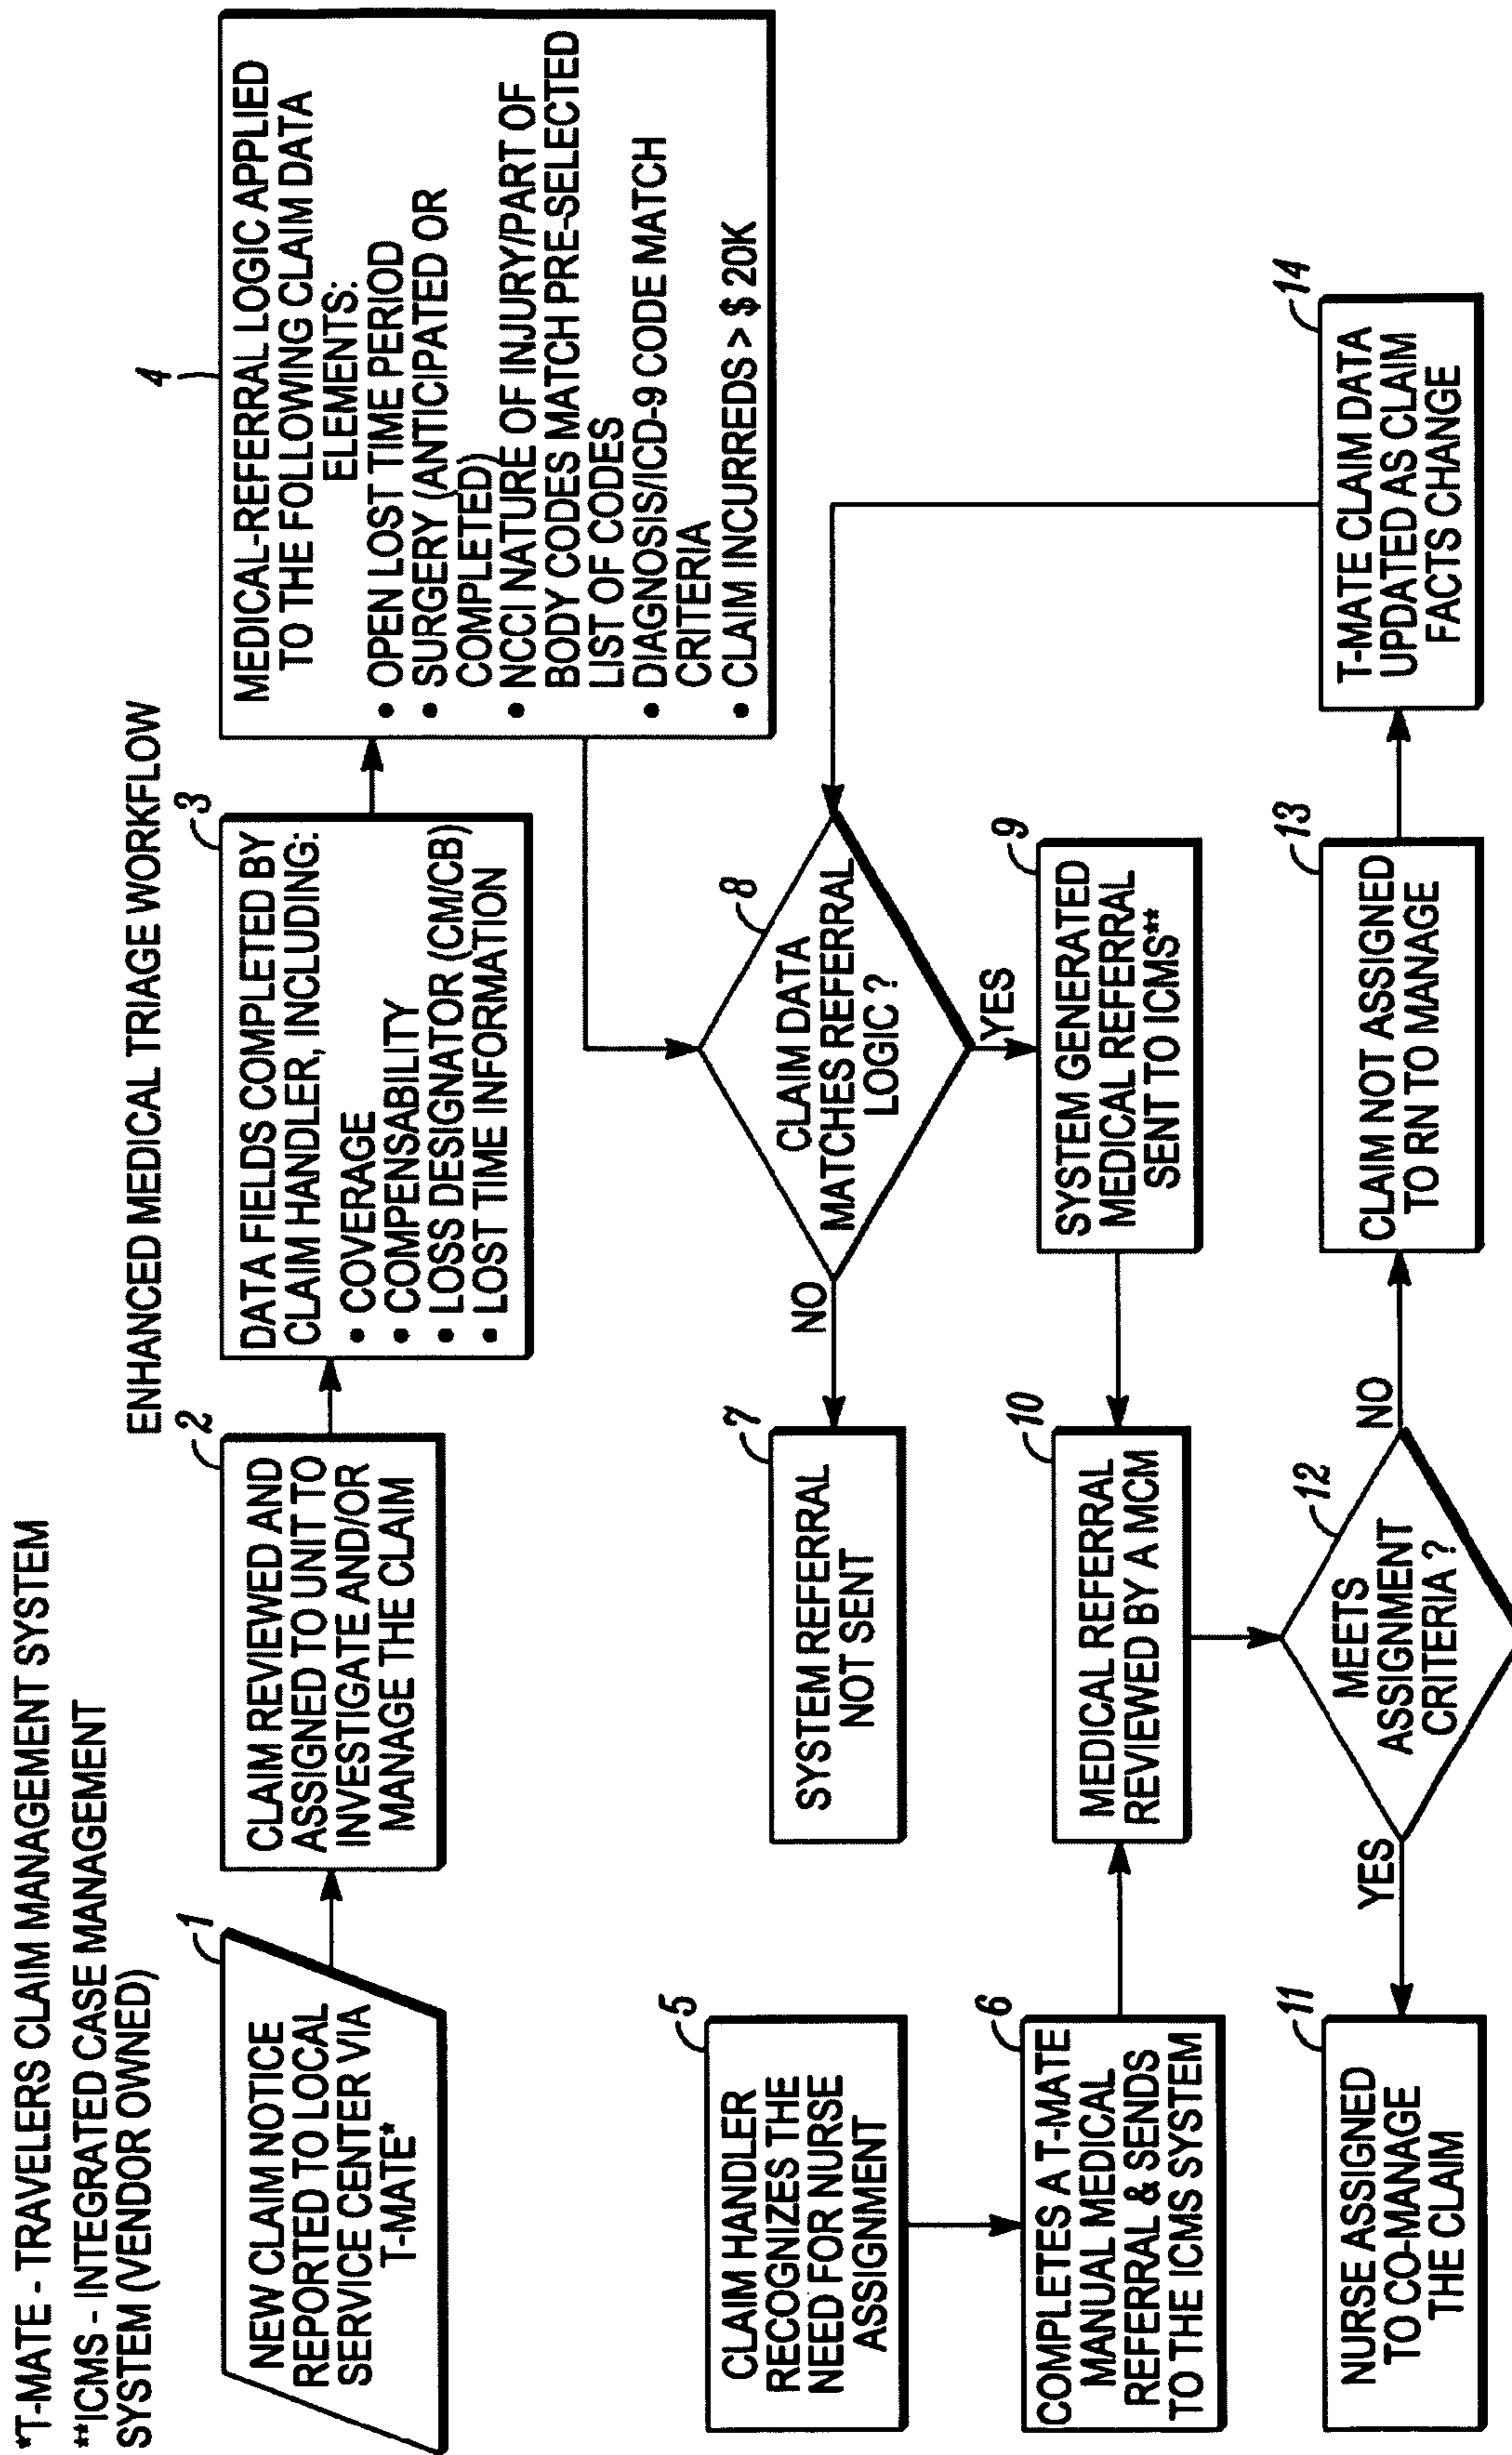 *T-MATE - TRAVELERS CLAIM MANAGEMENT SYSTEM
**ICMS - INTEGRATED CASE MANAGEMENT
SYSTEM (VENDOR OWNED)
ENHANCED MEDICAL TRIAGE WORKFLOW
1
NEW CLAIM NOTICE
REPORTED TO LOCAL
SERVICE CENTER VIA
T-MATE*
2
CLAIM REVIEWED AND
ASSIGNED TO UNIT TO
INVESTIGATE AND/OR
MANAGE THE CLAIM
3
DATA FIELDS COMPLETED BY
CLAIM HANDLER, INCLUDING:
• COVERAGE
• COMPENSABILITY
• LOSS DESIGNATOR (CM/CB)
• LOST TIME INFORMATION
4
MEDICAL-REFERRAL LOGIC APPLIED
TO THE FOLLOWING CLAIM DATA
ELEMENTS:
• OPEN LOST TIME PERIOD
• SURGERY (ANTICIPATED OR
COMPLETED)
• NCCI NATURE OF INJURY/PART OF
BODY CODES MATCH PRE-SELECTED
LIST OF CODES
• DIAGNOSIS/ICD-9 CODE MATCH
CRITERIA
• CLAIM INCURREDS > $ 20K
5
CLAIM HANDLER
RECOGNIZES THE
NEED FOR NURSE
ASSIGNMENT
7
SYSTEM REFERRAL
NOT SENT
NO
8
CLAIM DATA
MATCHES REFERRAL
LOGIC ?
YES
6
COMPLETES A T-MATE
MANUAL MEDICAL
REFERRAL & SENDS
TO THE ICMS SYSTEM
10
MEDICAL REFERRAL
REVIEWED BY A MCM
9
SYSTEM GENERATED
MEDICAL REFERRAL
SENT TO ICMS**
11
NURSE ASSIGNED
TO CO-MANAGE
THE CLAIM
YES
12
MEETS
ASSIGNMENT
CRITERIA ?
NO
13
CLAIM NOT ASSIGNED
TO RN TO MANAGE
14
T-MATE CLAIM DATA
UPDATED AS CLAIM
FACTS CHANGE